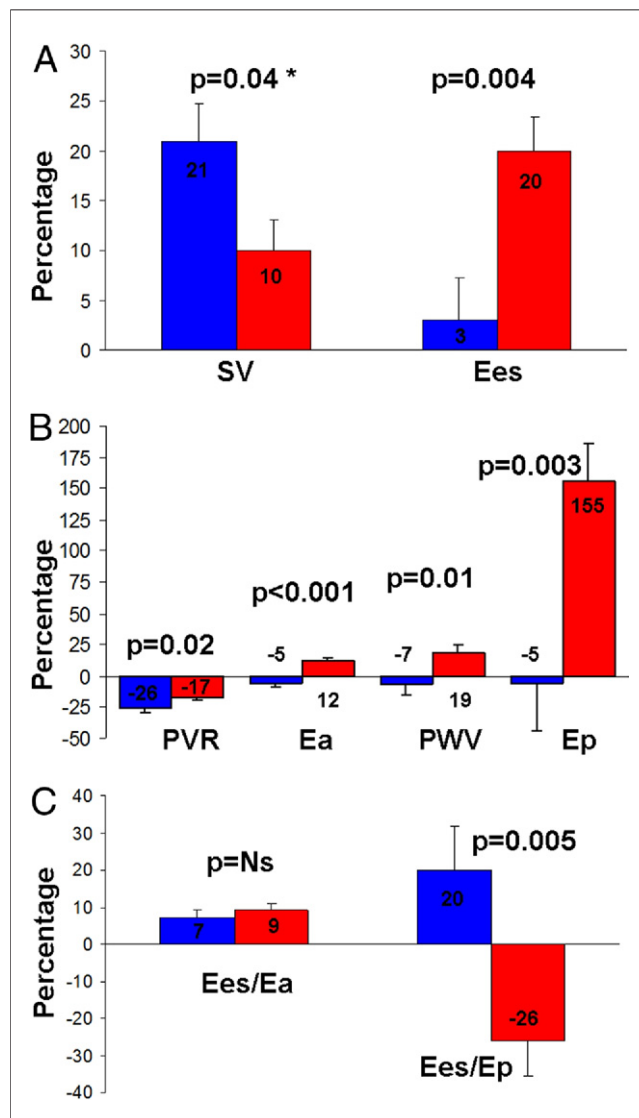 A
Percentage
30
25
20
15
10
5
0
p=0.04 *
p=0.004
21
10
3
20
SV
Ees
B
Percentage
200
175
150
125
100
75
50
25
0
-25
-50
p=0.02
p<0.001
p=0.01
p=0.003
-26
-17
-5
12
-7
19
-5
155
PVR
Ea
PWV
Ep
C
Percentage
40
30
20
10
0
-10
-20
-30
-40
p=Ns
p=0.005
7
9
20
-26
Ees/Ea
Ees/Ep